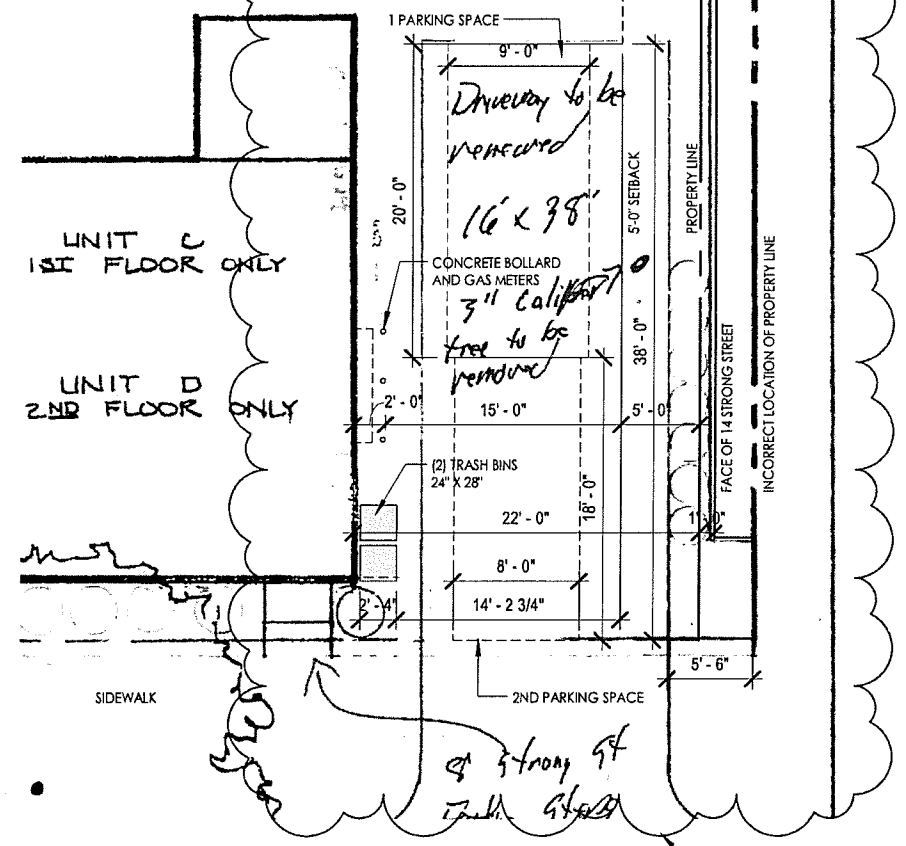 1 PARKING SPACE
9' - 0"
Driveway to be
removed
16' x 38"
20' - 0"
5'-0" SETBACK
PROPERTY LINE
INCORRECT LOCATION OF PROPERTY LINE
FACE OF 14 STRONG STREET
UNIT C
1ST FLOOR ONLY
CONCRETE BOLLARD
AND GAS METERS
3" caliper
tree to be
removed
38' - 0"
UNIT D
2ND FLOOR ONLY
2' - 0"
15' - 0"
5' - 0"
(2) TRASH BINS
24" X 28"
18' - 0"
22' - 0"
1' - 0"
8' - 0"
2' - 4"
14' - 2 3/4"
5' - 6"
SIDEWALK
2ND PARKING SPACE
8 Strong St